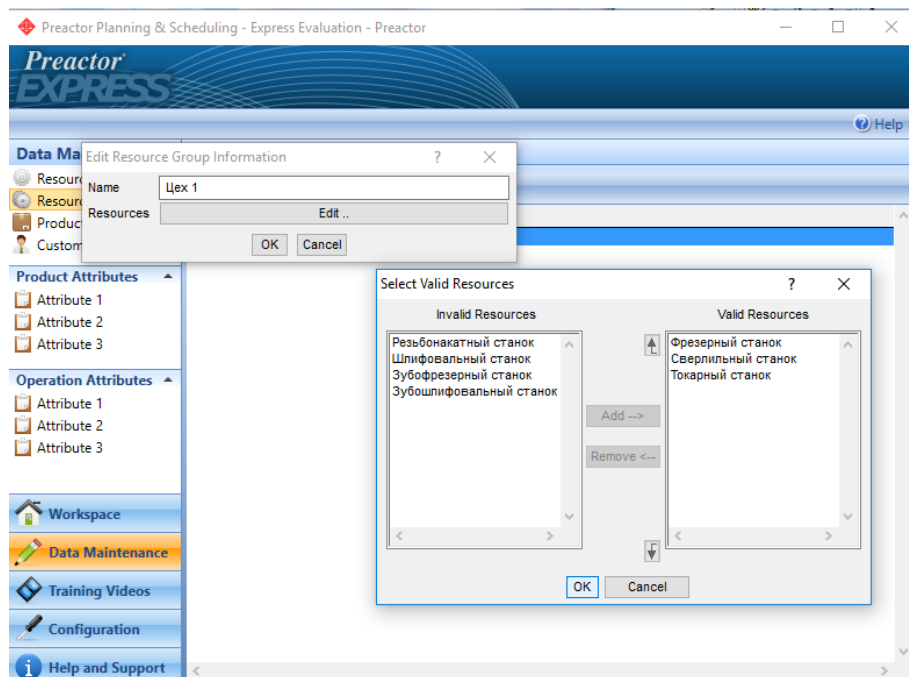 Preactor Planning & Scheduling - Express Evaluation - Preactor
Preactor
EXPRESS
Help
Data Ma
Edit Resource Group Information ? ×
Resour
Name Цех 1
Resour
Resources Edit ..
Produc
Custom
OK Cancel
Product Attributes
Attribute 1
Attribute 2
Attribute 3
Operation Attributes
Attribute 1
Attribute 2
Attribute 3
Workspace
Data Maintenance
Training Videos
Configuration
Help and Support
Select Valid Resources ? ×
Invalid Resources Valid Resources
Резьбонакатный станок
Шлифовальный станок
Зубофрезерный станок
Зубошлифовальный станок
Add -->
Remove <--
Фрезерный станок
Сверлильный станок
Токарный станок
OK Cancel